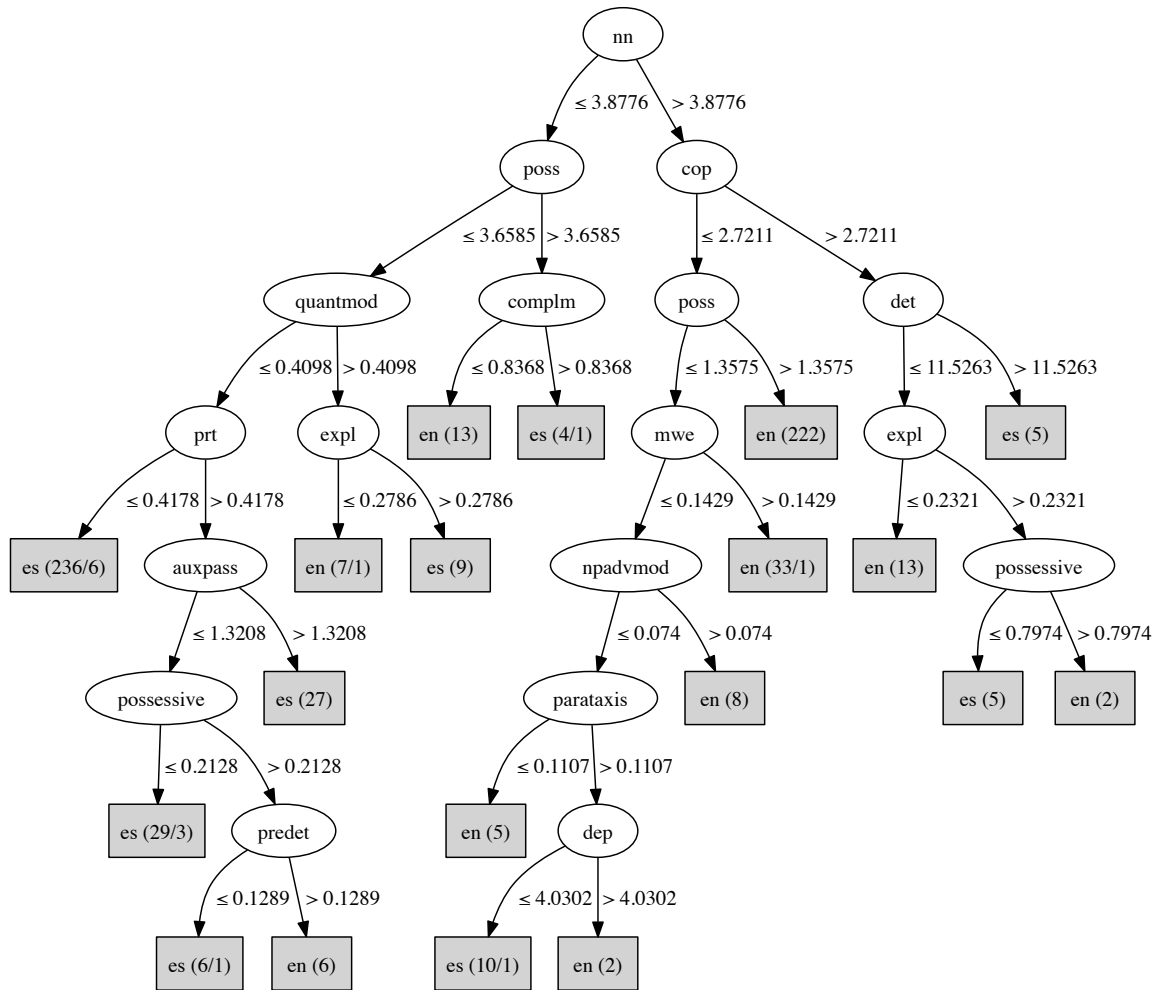 nn
≤ 3.8776 > 3.8776
poss cop
≤ 3.6585 > 3.6585 ≤ 2.7211 > 2.7211
quantmod complm poss det
≤ 0.4098 > 0.4098 ≤ 0.8368 > 0.8368 ≤ 1.3575 > 1.3575 ≤ 11.5263 > 11.5263
prt expl en (13) es (4/1) mwe en (222) expl es (5)
≤ 0.4178 > 0.4178 ≤ 0.2786 > 0.2786 ≤ 0.1429 > 0.1429 ≤ 0.2321 > 0.2321
es (236/6) auxpass en (7/1) es (9) npadvmod en (33/1) en (13) possessive
≤ 1.3208 > 1.3208 ≤ 0.074 > 0.074 ≤ 0.7974 > 0.7974
possessive es (27) parataxis en (8) es (5) en (2)
≤ 0.2128 > 0.2128 ≤ 0.1107 > 0.1107
es (29/3) predet en (5) dep
≤ 0.1289 > 0.1289 ≤ 4.0302 > 4.0302
es (6/1) en (6) es (10/1) en (2)